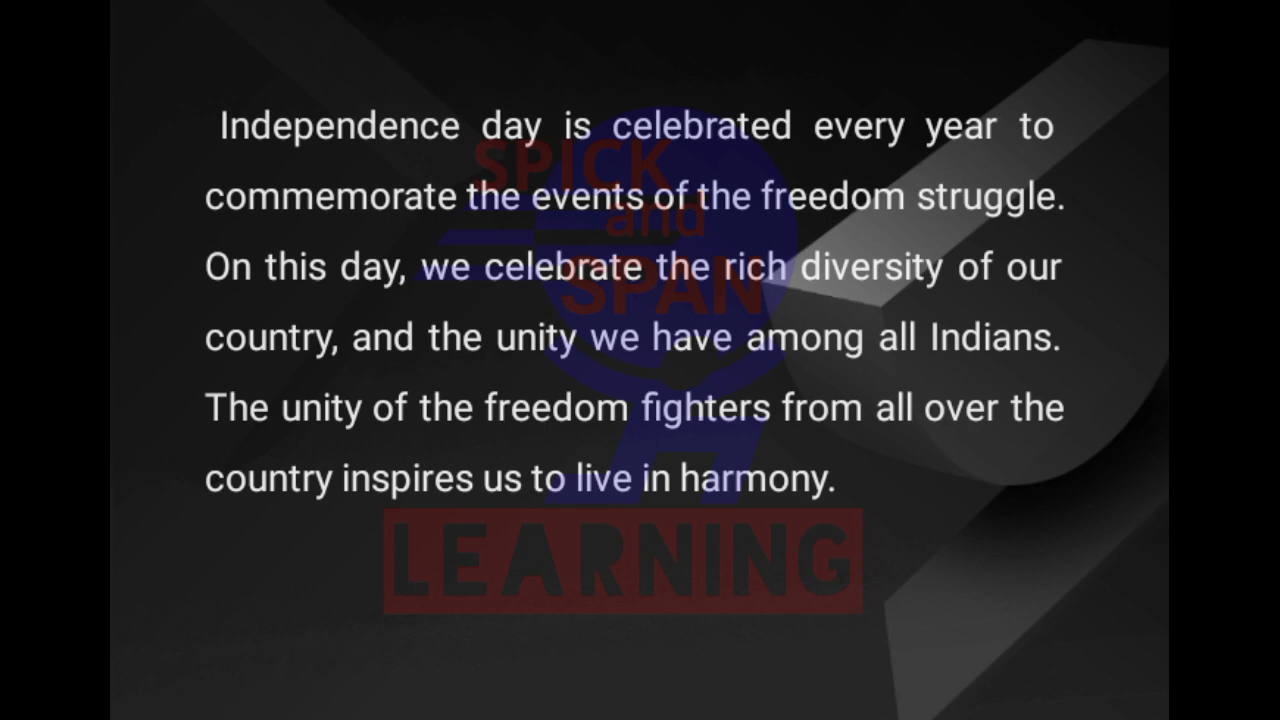 Independence day is celebrated every year to
commemorate the events of the freedom struggle.
On this day, we celebrate the rich diversity of our
country, and the unity we have among all Indians.
The unity of the freedom fighters from all over the
country inspires us to live in harmony.
SPICK
and
SPAN
LEARNING